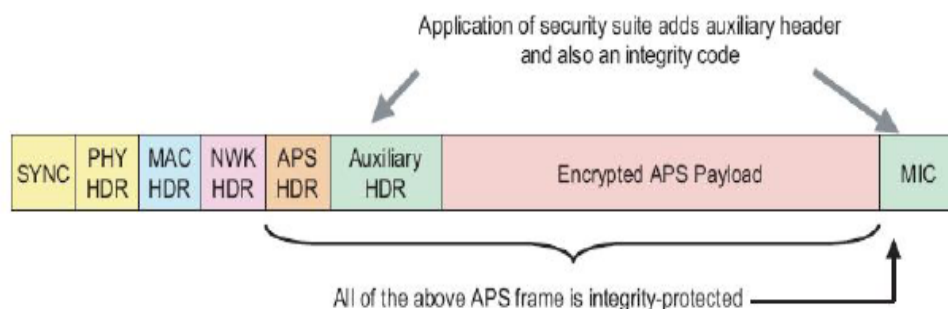 Application of security suite adds auxiliary header
and also an integrity code
SYNC
PHY
HDR
MAC
HDR
NWK
HDR
APS
HDR
Auxiliary
HDR
Encrypted APS Payload
MIC
All of the above APS frame is integrity-protected